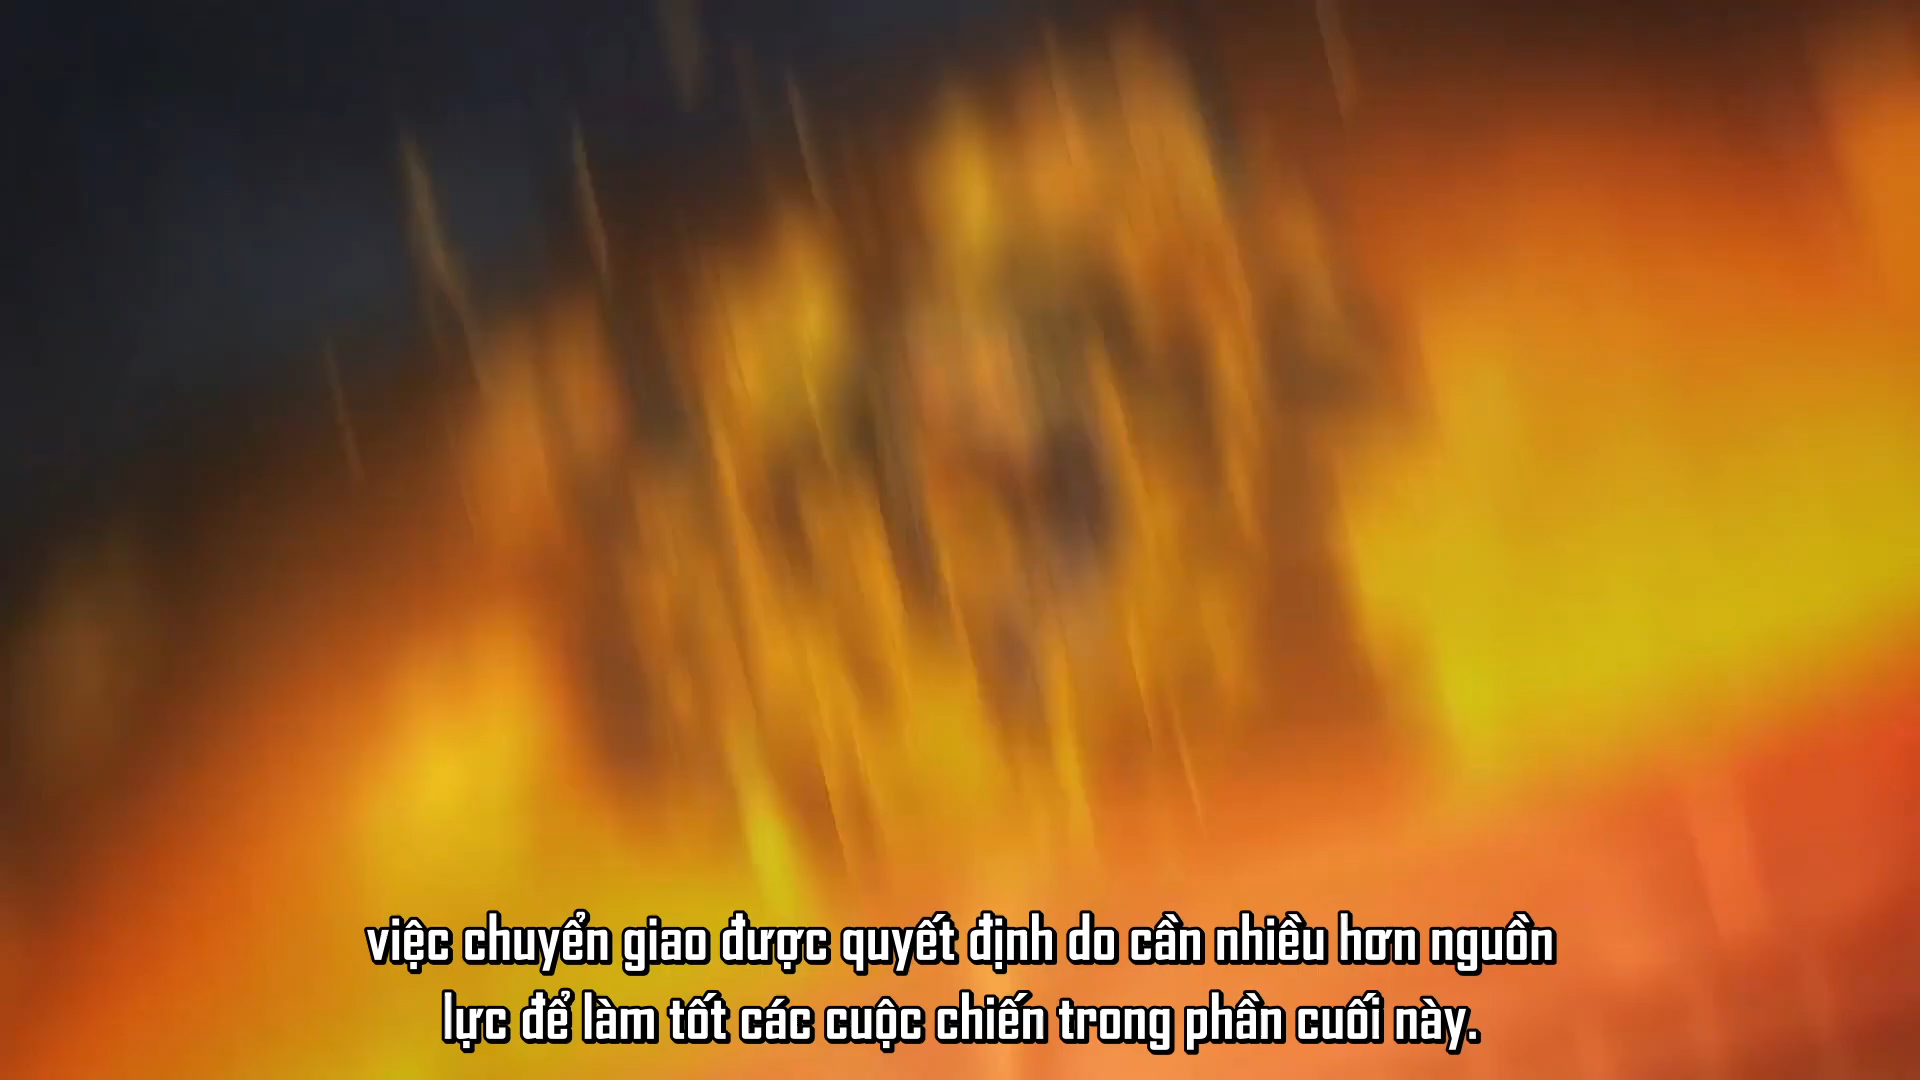 việc chuyển giao được quyết định do cần nhiều hơn nguồn
lực để làm tốt các cuộc chiến trong phần cuối này.